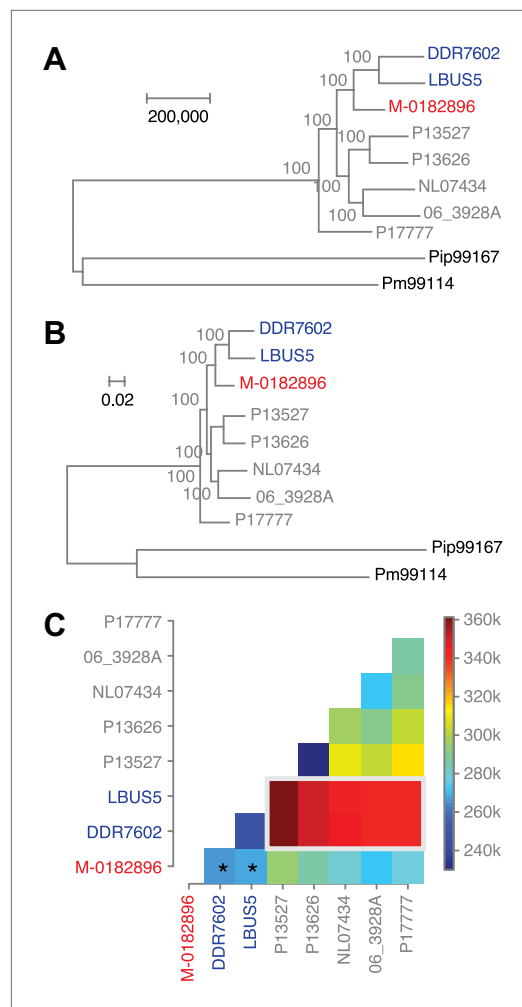 A
100
DDR7602
100
LBUS5
200,000
M-0182896
100
100
P13527
P13626
100
100
NL07434
100
06_3928A
P17777
Pip99167
Pm99114
B
DDR7602
100
LBUS5
100
0.02
M-0182896
100
P13527
P13626
100
NL07434
100
100
06_3928A
P17777
Pip99167
Pm99114
C
P17777
360k
06_3928A
340k
NL07434
320k
P13626
300k
P13527
280k
LBUS5
260k
DDR7602
240k
M-0182896
* *
M-0182896
DDR7602
LBUS5
P13527
P13626
NL07434
06_3928A
P17777